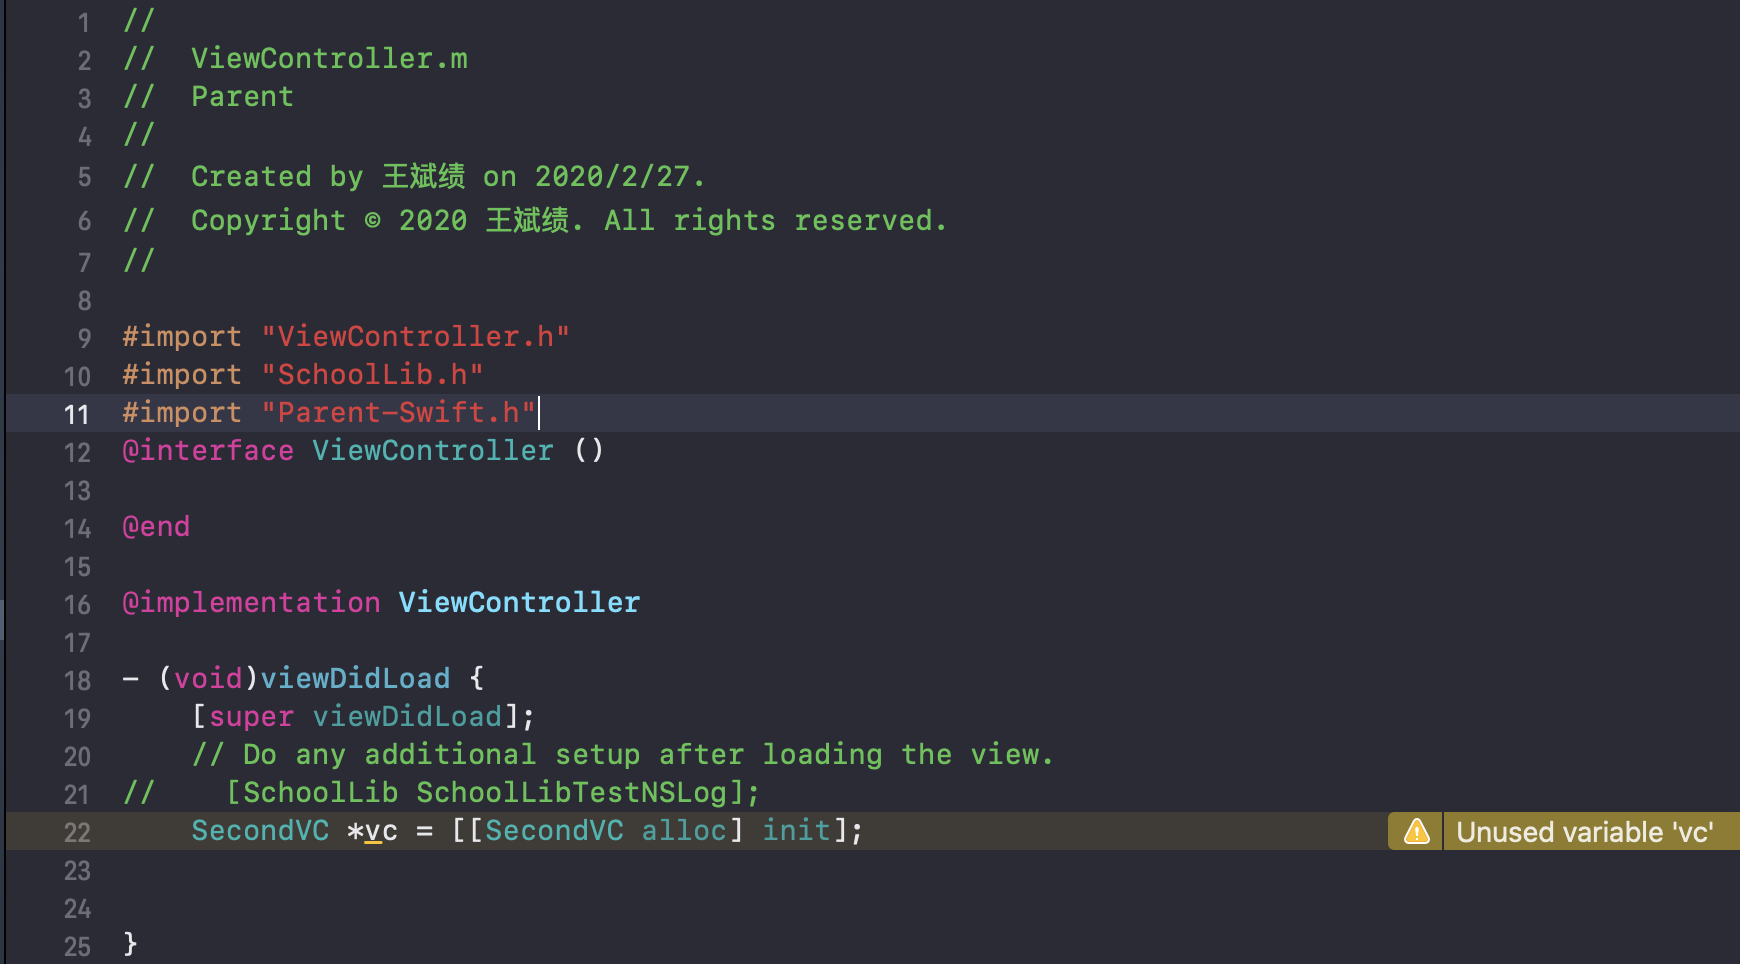 1 //
2 //  ViewController.m
3 //  Parent
4 //
5 //  Created by 王斌绩 on 2020/2/27.
6 //  Copyright © 2020 王斌绩. All rights reserved.
7 //
8
9 #import "ViewController.h"
10 #import "SchoolLib.h"
11 #import "Parent-Swift.h"
12 @interface ViewController ()
13
14 @end
15
16 @implementation ViewController
17
18 - (void)viewDidLoad {
19     [super viewDidLoad];
20     // Do any additional setup after loading the view.
21 //    [SchoolLib SchoolLibTestNSLog];
22     SecondVC *vc = [[SecondVC alloc] init]; Unused variable 'vc'
23
24
25 }